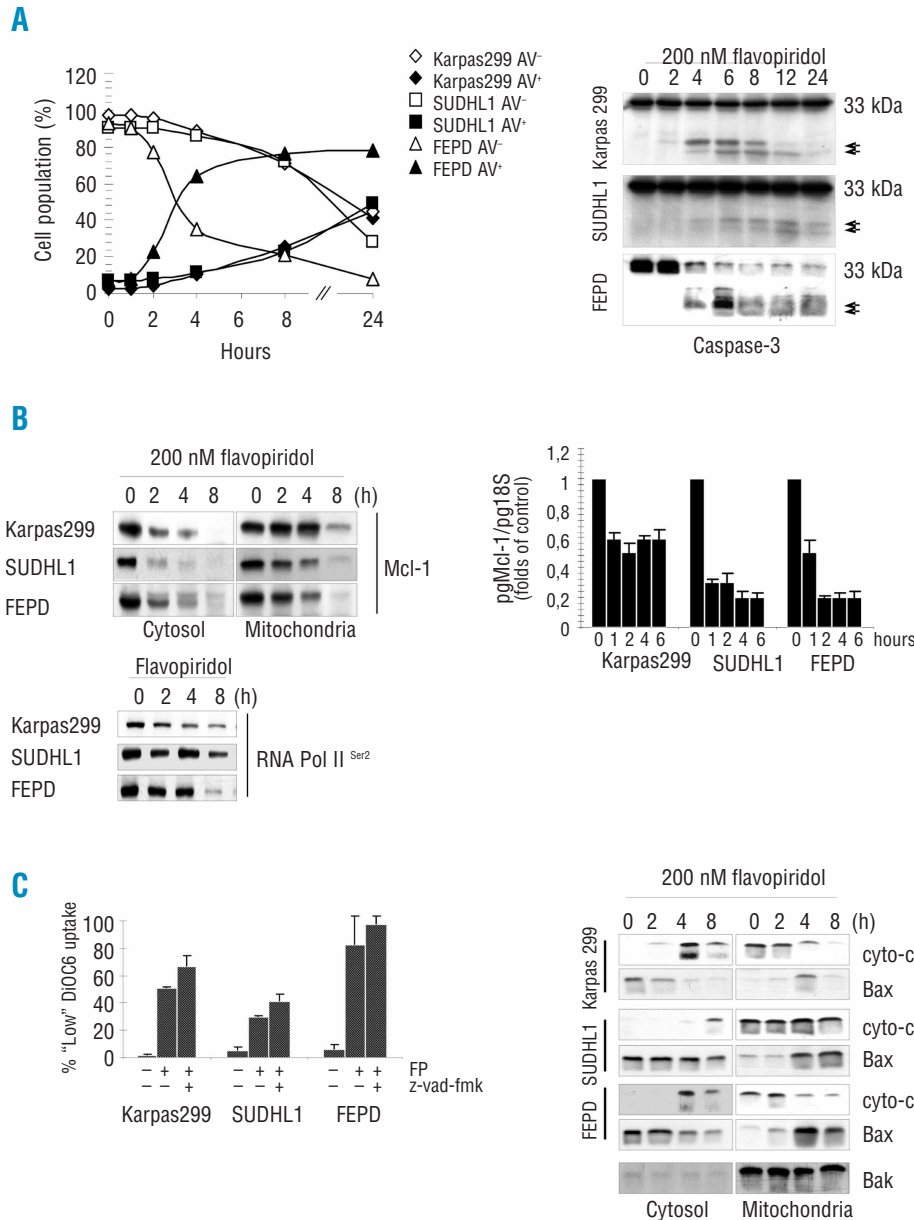 A
Karpas299 AV⁻
Karpas299 AV⁺
SUDHL1 AV⁻
SUDHL1 AV⁺
FEPD AV⁻
FEPD AV⁺
Cell population (%)
120
100
80
60
40
20
0
0 2 4 6 8 24
Hours
200 nM flavopiridol
0 2 4 6 8 12 24
Karpas 299
33 kDa
SUDHL1
33 kDa
FEPD
33 kDa
Caspase-3
B
200 nM flavopiridol
0 2 4 8 0 2 4 8 (h)
Karpas299
SUDHL1
FEPD
Mcl-1
Cytosol Mitochondria
Flavopiridol
0 2 4 8 (h)
Karpas299
SUDHL1
FEPD
RNA Pol II Ser2
pgMcl-1/pg18S
(folds of control)
1,2
1
0,8
0,6
0,4
0,2
0
0 1 2 4 6 0 1 2 4 6 0 1 2 4 6 hours
Karpas299 SUDHL1 FEPD
C
% “Low” DiOC6 uptake
100
80
60
40
20
0
− + + − + + − + + FP
− − + − − + − − + z-vad-fmk
Karpas299 SUDHL1 FEPD
200 nM flavopiridol
0 2 4 8 0 2 4 8 (h)
Karpas 299
cyto-c
Bax
SUDHL1
cyto-c
Bax
FEPD
cyto-c
Bax
Bak
Cytosol Mitochondria